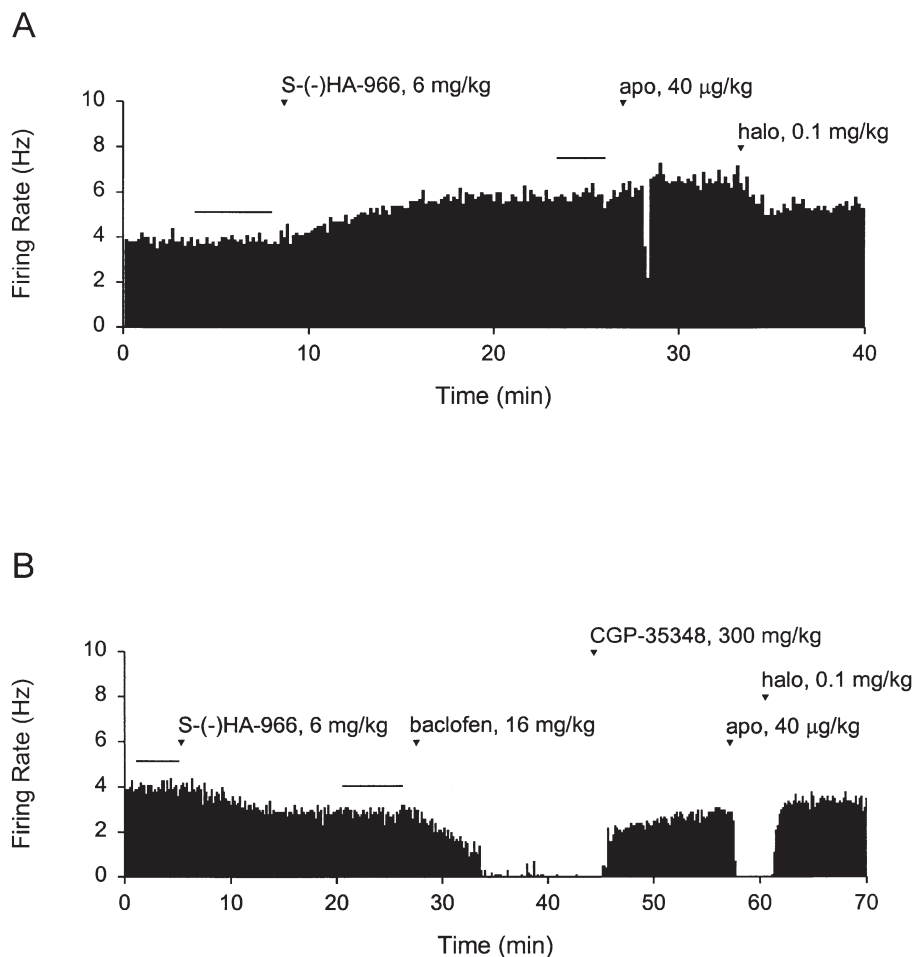 A
S-(-)HA-966, 6 mg/kg
apo, 40 µg/kg
halo, 0.1 mg/kg
10
8
6
4
2
0
Firing Rate (Hz)
0 10 20 30 40
Time (min)
B
CGP-35348, 300 mg/kg
halo, 0.1 mg/kg
S-(-)HA-966, 6 mg/kg baclofen, 16 mg/kg apo, 40 µg/kg
10
8
6
4
2
0
Firing Rate (Hz)
0 10 20 30 40 50 60 70
Time (min)